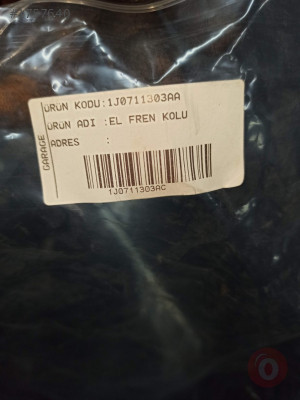 GARAGE
ÜRÜN KODU:1J0711303AA
ÜRÜN ADI :EL FREN KOLU
ADRES :
1J0711303AC